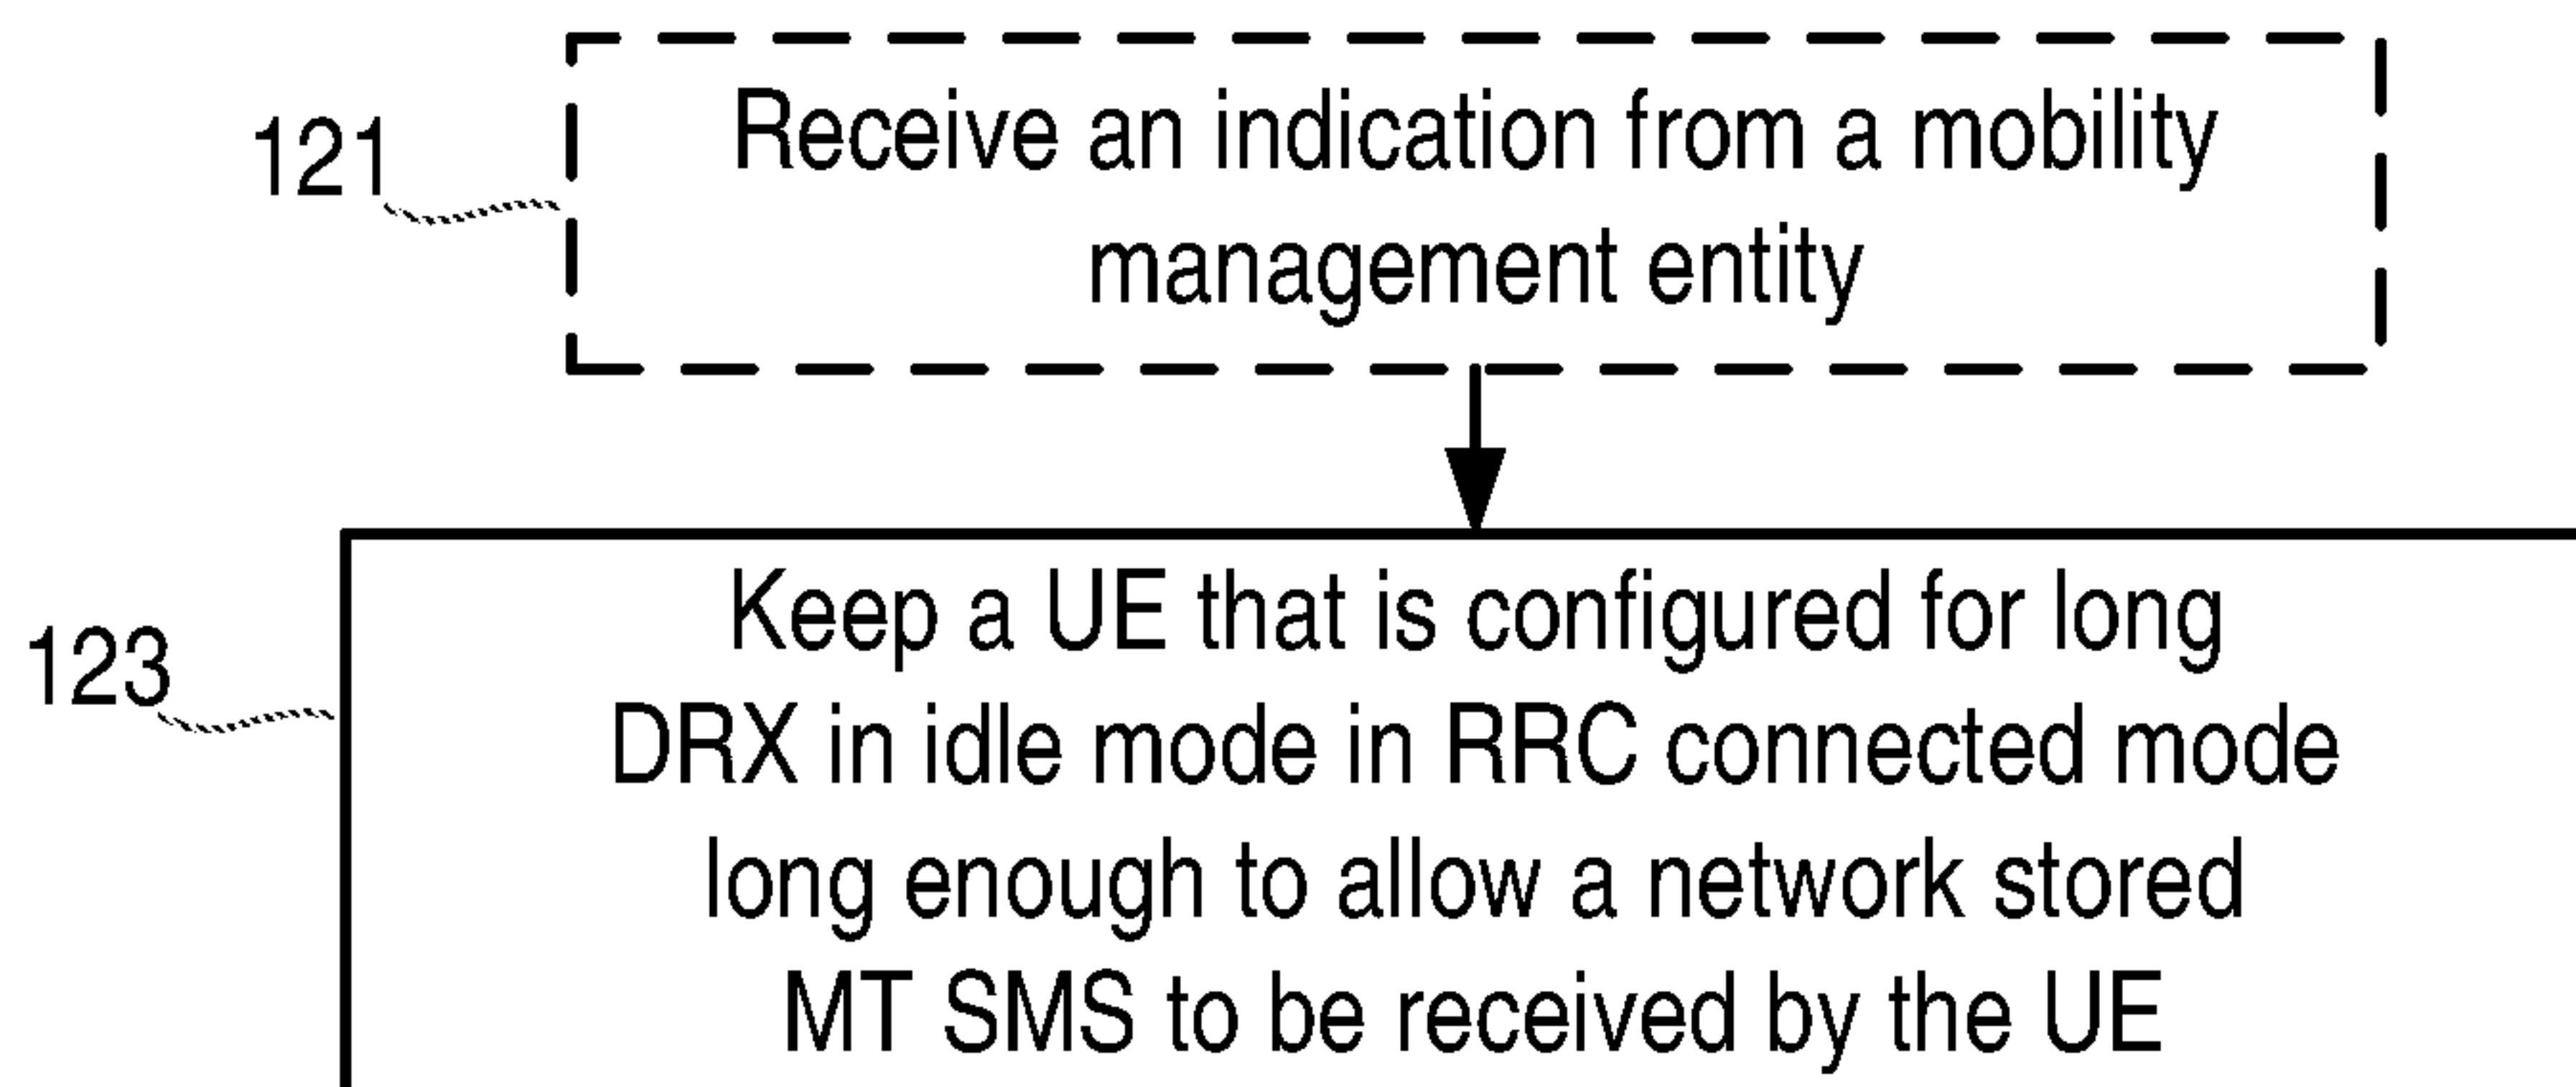 121
Receive an indication from a mobility
management entity
123
Keep a UE that is configured for long
DRX in idle mode in RRC connected mode
long enough to allow a network stored
MT SMS to be received by the UE